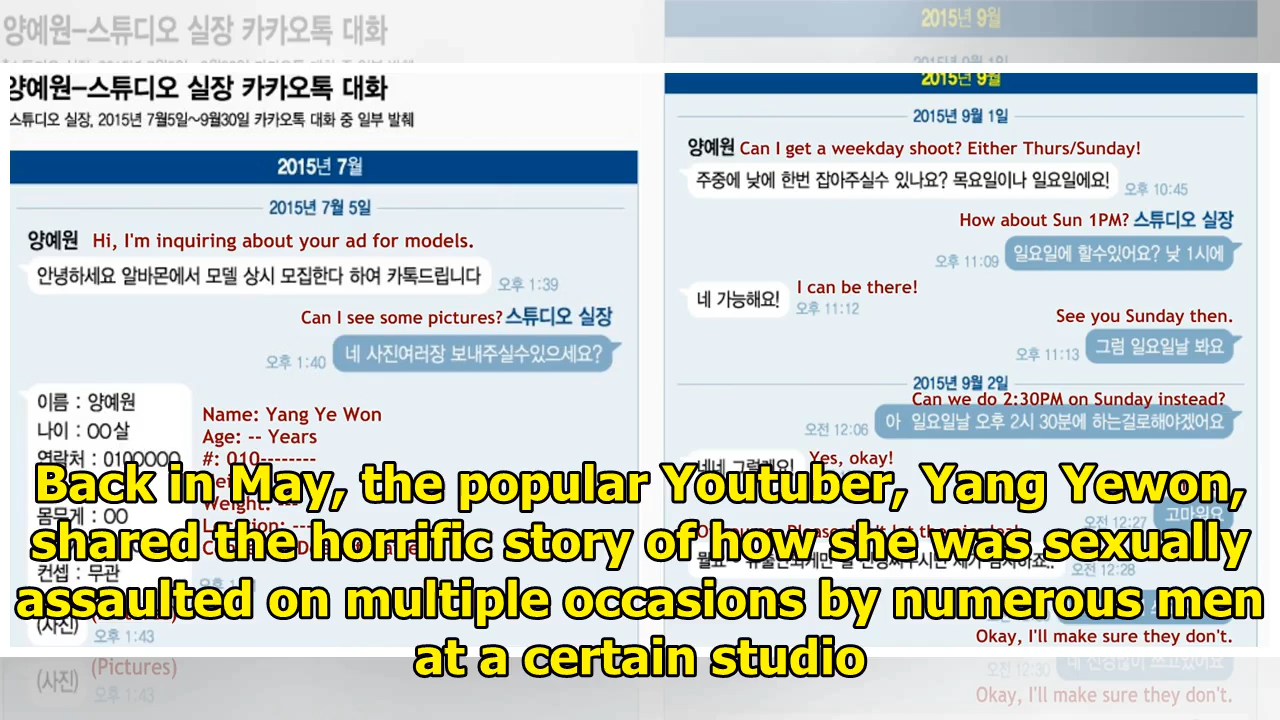 양예원-스튜디오 실장 카카오톡 대화
2015년 9월
양예원-스튜디오 실장 카카오톡 대화
스튜디오 실장, 2015년 7월5일~9월30일 카카오톡 대화 중 일부 발췌
2015년 7월
2015년 7월 5일
양예원 Hi, I'm inquiring about your ad for models.
안녕하세요 알바몬에서 모델 상시 모집한다 하여 카톡드립니다 오후 1:39
Can I see some pictures? 스튜디오 실장
오후 1:40 네 사진여러장 보내주실수있으세요?
이름 : 양예원
나이 : 00살
연락처 : 0100000
몸무게 : 00
컨셉 : 무관
(사진)
Name: Yang Ye Won
Age: -- Years
#: 010--------
Weight: ---
오후 1:43
(사진)
(Pictures)
오후 1:43
2015년 9월
2015년 9월 1일
양예원 Can I get a weekday shoot? Either Thurs/Sunday!
주중에 낮에 한번 잡아주실수 있나요? 목요일이나 일요일에요! 오후 10:45
How about Sun 1PM? 스튜디오 실장
오후 11:09 일요일에 할수있어요? 낮 1시에
I can be there!
네 가능해요! 오후 11:12
See you Sunday then.
오후 11:13 그럼 일요일날 봐요
2015년 9월 2일
Can we do 2:30PM on Sunday instead?
오전 12:06 아 일요일날 오후 2시 30분에 하는걸로해야겠어요
Yes, okay!
오전 12:27 고마워요
오전 12:28
Okay, I'll make sure they don't.
오전 12:30
Okay, I'll make sure they don't.
Back in May, the popular Youtuber, Yang Yewon,
shared the horrific story of how she was sexually
assaulted on multiple occasions by numerous men
at a certain studio